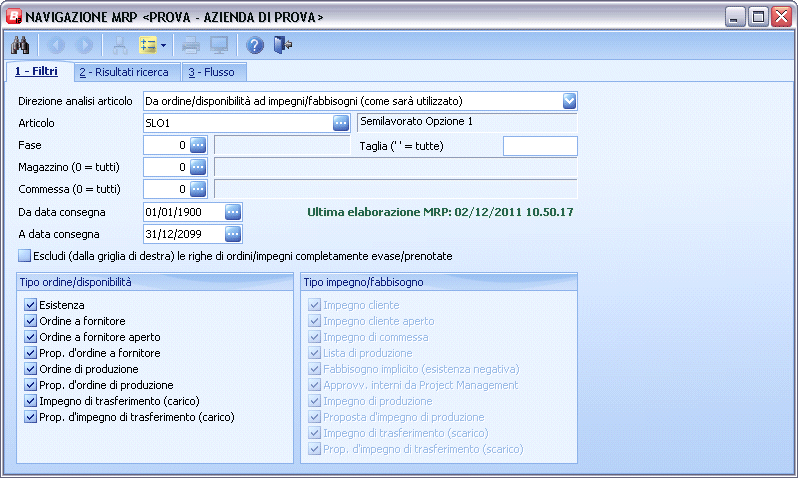 NAVIGAZIONE MRP <PROVA - AZIENDA DI PROVA>
1 - Filtri
2 - Risultati ricerca
3 - Flusso
Direzione analisi articolo
Da ordine/disponibilità ad impegni/fabbisogni (come sarà utilizzato)
Articolo
SLO1
Semilavorato Opzione 1
Fase
0
Taglia (' ' = tutte)
Magazzino (0 = tutti)
0
Commessa (0 = tutti)
0
Da data consegna
01/01/1900
Ultima elaborazione MRP: 02/12/2011 10.50.17
A data consegna
31/12/2099
Escludi (dalla griglia di destra) le righe di ordini/impegni completamente evase/prenotate
Tipo ordine/disponibilità
Esistenza
Ordine a fornitore
Ordine a fornitore aperto
Prop. d'ordine a fornitore
Ordine di produzione
Prop. d'ordine di produzione
Impegno di trasferimento (carico)
Prop. d'impegno di trasferimento (carico)
Tipo impegno/fabbisogno
Impegno cliente
Impegno cliente aperto
Impegno di commessa
Lista di produzione
Fabbisogno implicito (esistenza negativa)
Approvv. interni da Project Management
Impegno di produzione
Proposta d'impegno di produzione
Impegno di trasferimento (scarico)
Prop. d'impegno di trasferimento (scarico)